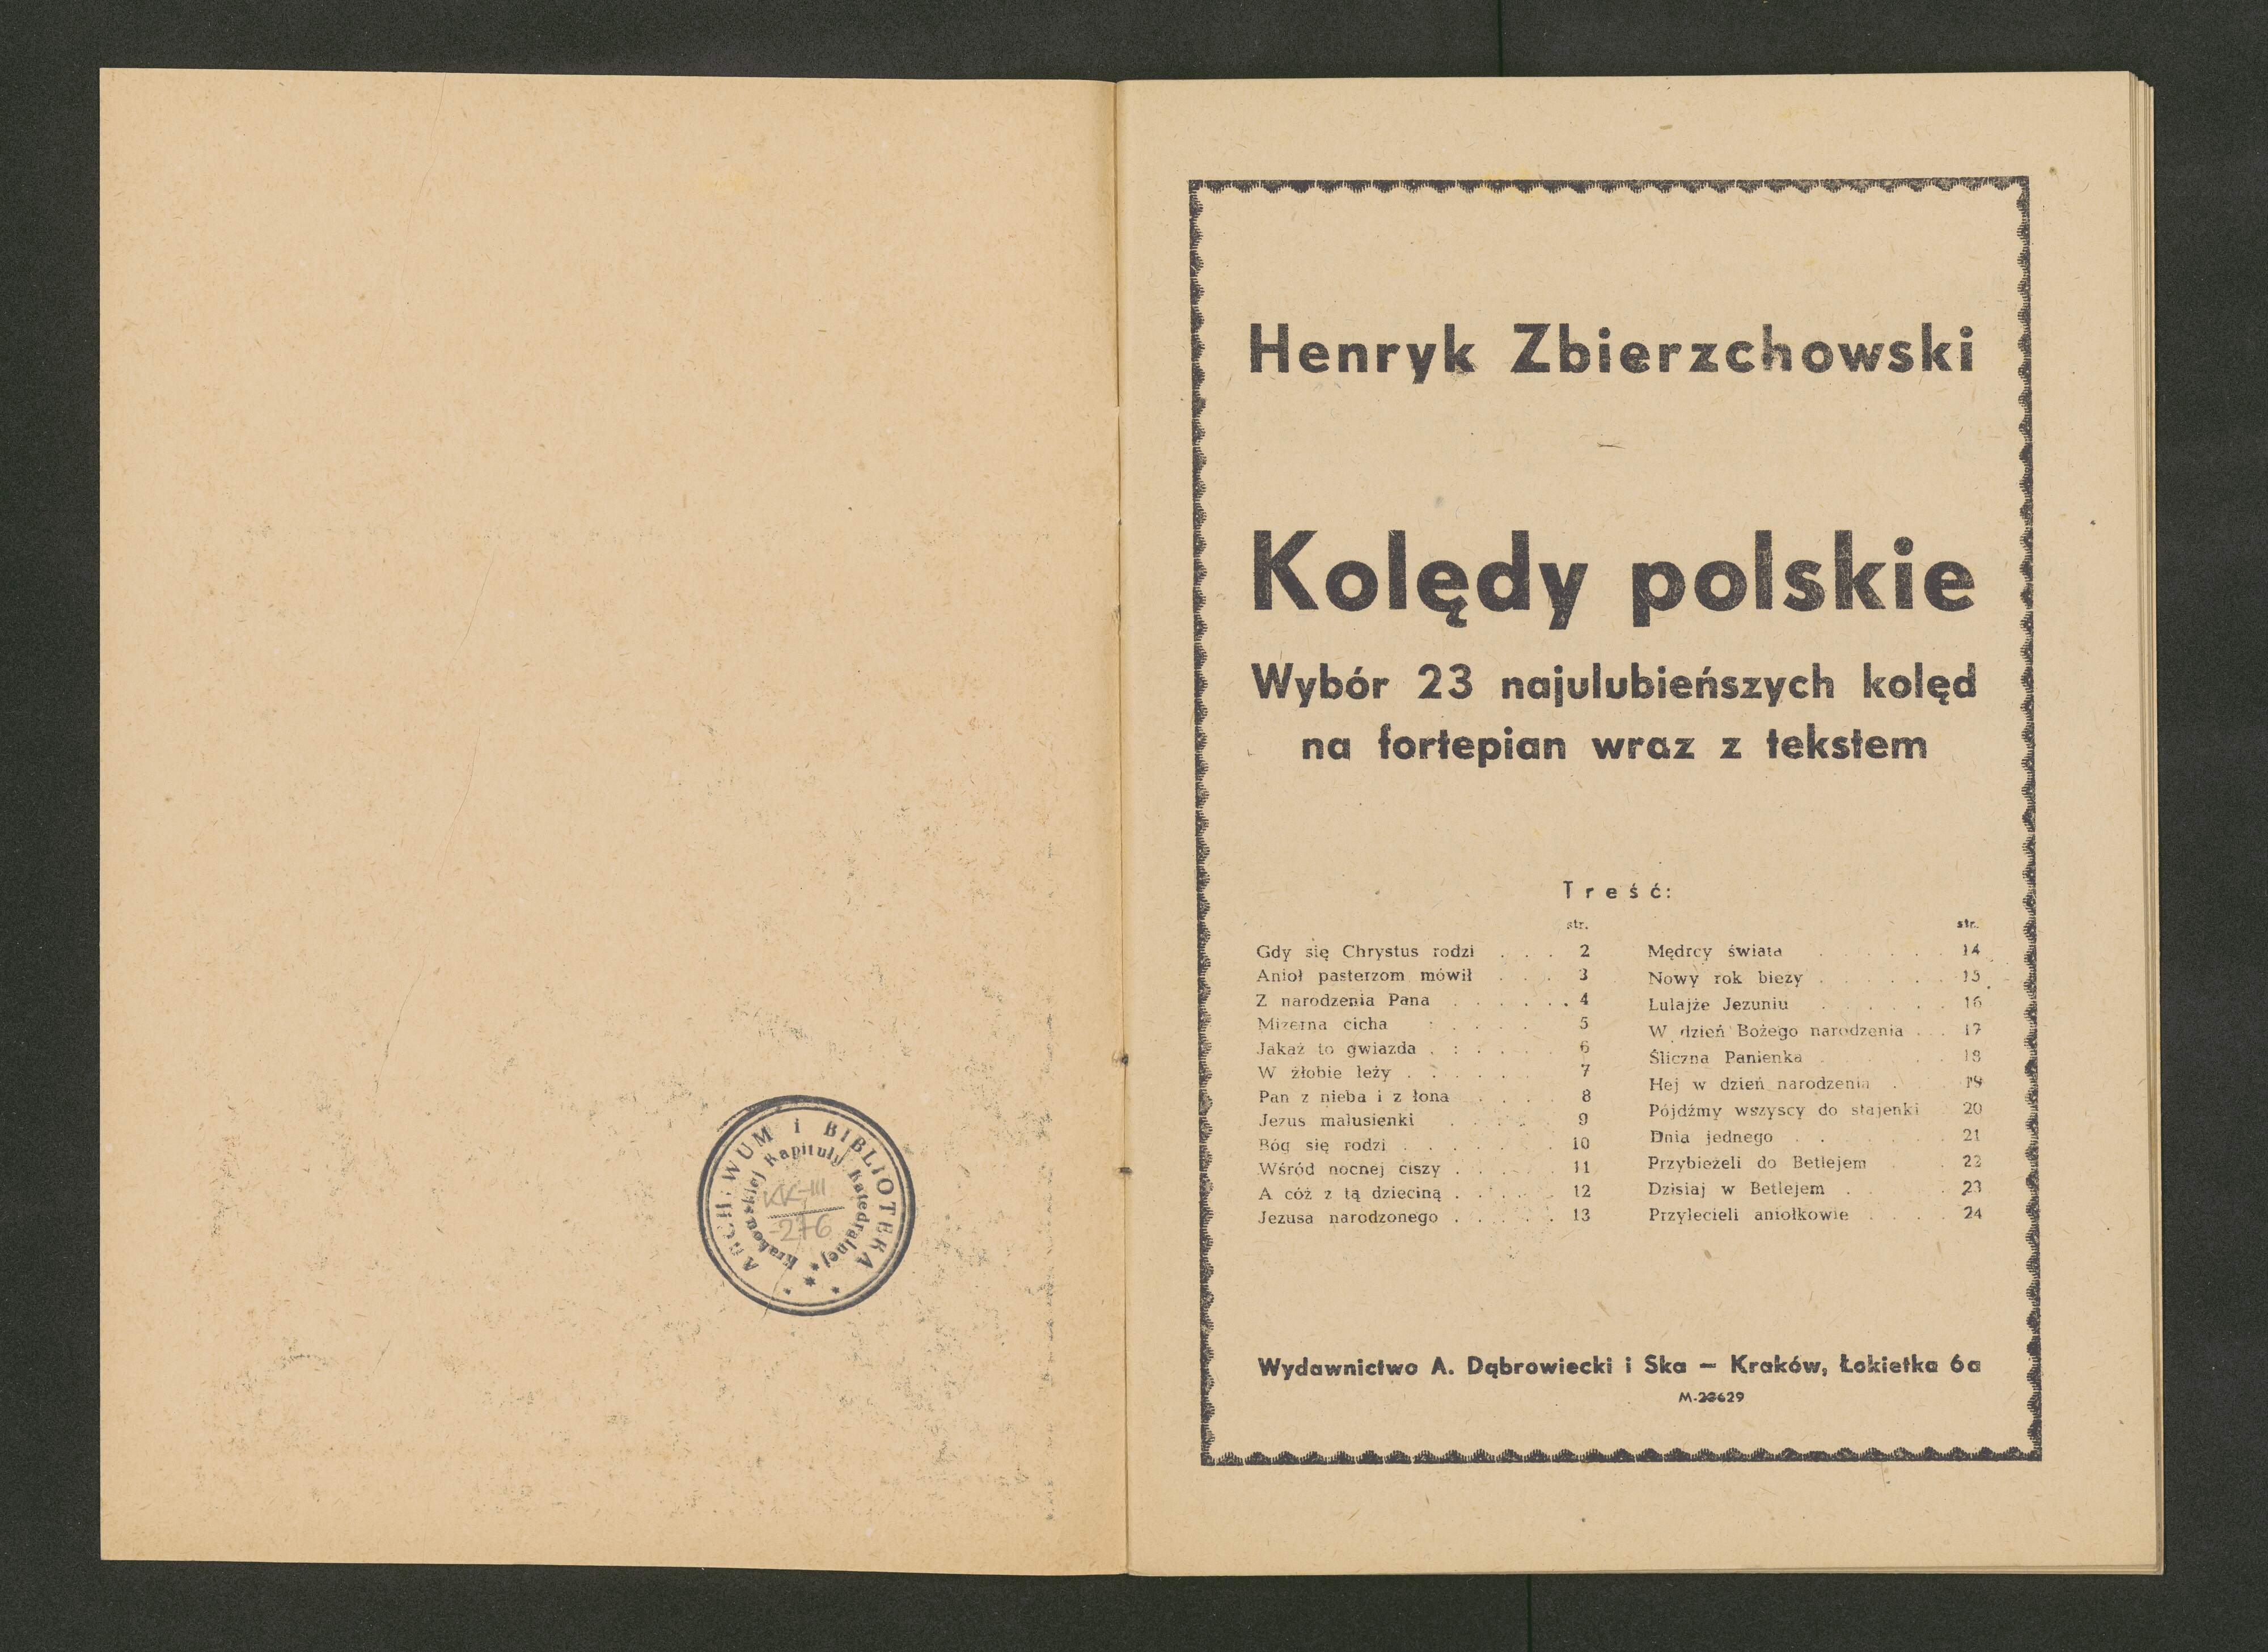 ARCHIWUM i BIBLIOTEKA
Krakowskiej Kapituły Katedralnej
KK-III
276
Henryk Zbierzchowski
Kolędy polskie
Wybór 23 najulubieńszych kolęd
na fortepian wraz z tekstem
Treść:
str.
Gdy się Chrystus rodzi . . . 2
Anioł pasterzom mówił . . . 3
Z narodzenia Pana . . . . . . 4
Mizerna cicha : . . . . 5
Jakaż to gwiazda . : . . . . 6
W żłobie leży . . . . . . 7
Pan z nieba i z łona . . . . 8
Jezus malusienki . . . . 9
Bóg się rodzi . . . . . . . 10
Wśród nocnej ciszy . . . . . 11
A cóż z tą dzieciną . . . . . 12
Jezusa narodzonego . . . . . 13
str.
Mędrcy świata . . . . . . 14
Nowy rok bieży . . . . . . 15
Lulajże Jezuniu . . . . . 16
W dzień Bożego narodzenia . . 17
Śliczna Panienka . . . . 18
Hej w dzień narodzenia . . 19
Pójdźmy wszyscy do stajenki 20
Dnia jednego . . . . . . 21
Przybieżeli do Betlejem . . 22
Dzisiaj w Betlejem . . . . 23
Przylecieli aniołkowie . . . . 24
Wydawnictwo A. Dąbrowiecki i Ska — Kraków, Łokietka 6a
M-23629